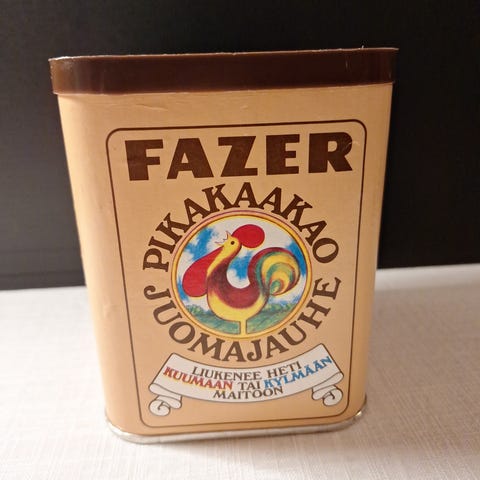 FAZER
PIKAKAAKAO
JUOMAJAUHE
LIUKENEE HETI
KUUMAAN TAI KYLMÄÄN
MAITOON